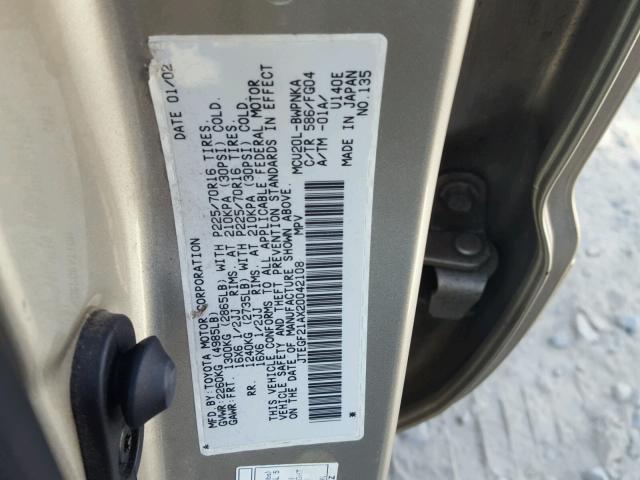 MFD. BY TOYOTA MOTOR CORPORATION DATE 01/02
GVWR:2260KG (4985LB)
GAWR:FRT. 1300KG (2865LB) WITH P225/70R16 TIRES.
16X6 1/2JJ RIMS. AT 210KPA (30PSI) COLD.
RR. 1240KG (2735LB) WITH P225/70R16 TIRES.
16X6 1/2JJ RIMS. AT 210KPA (30PSI) COLD.
THIS VEHICLE CONFORMS TO ALL APPLICABLE FEDERAL MOTOR
VEHICLE SAFETY AND THEFT PREVENTION STANDARDS IN EFFECT
ON THE DATE OF MANUFACTURE SHOWN ABOVE.
* JTEGF21AX20042108 MPV *
MCU20L-BWPNKA
C/TR 586/FG04
A/TM -01A/ U140E
MADE IN JAPAN
NO.135